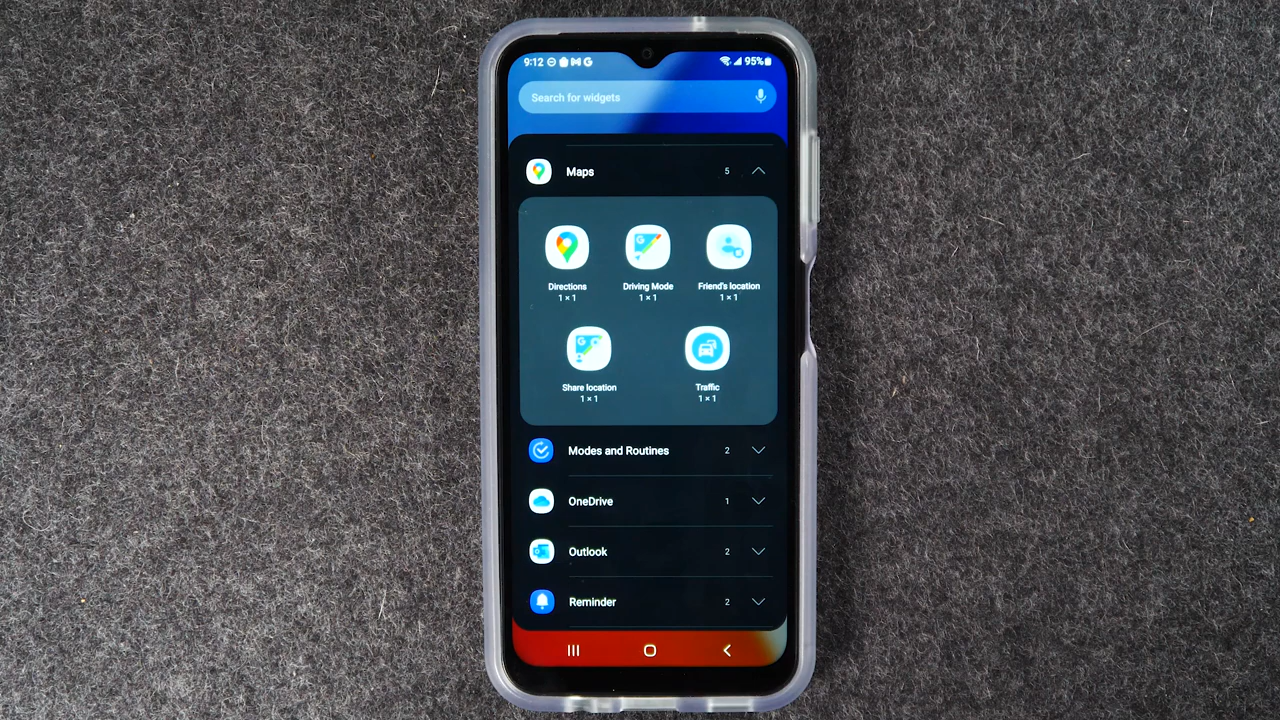 9:12 95%
Search for widgets
Maps 5
Directions Driving Mode Friend's location
1 × 1 1 × 1 1 × 1
Share location Traffic
1 × 1 1 × 1
Modes and Routines 2
OneDrive 1
Outlook 2
Reminder 2